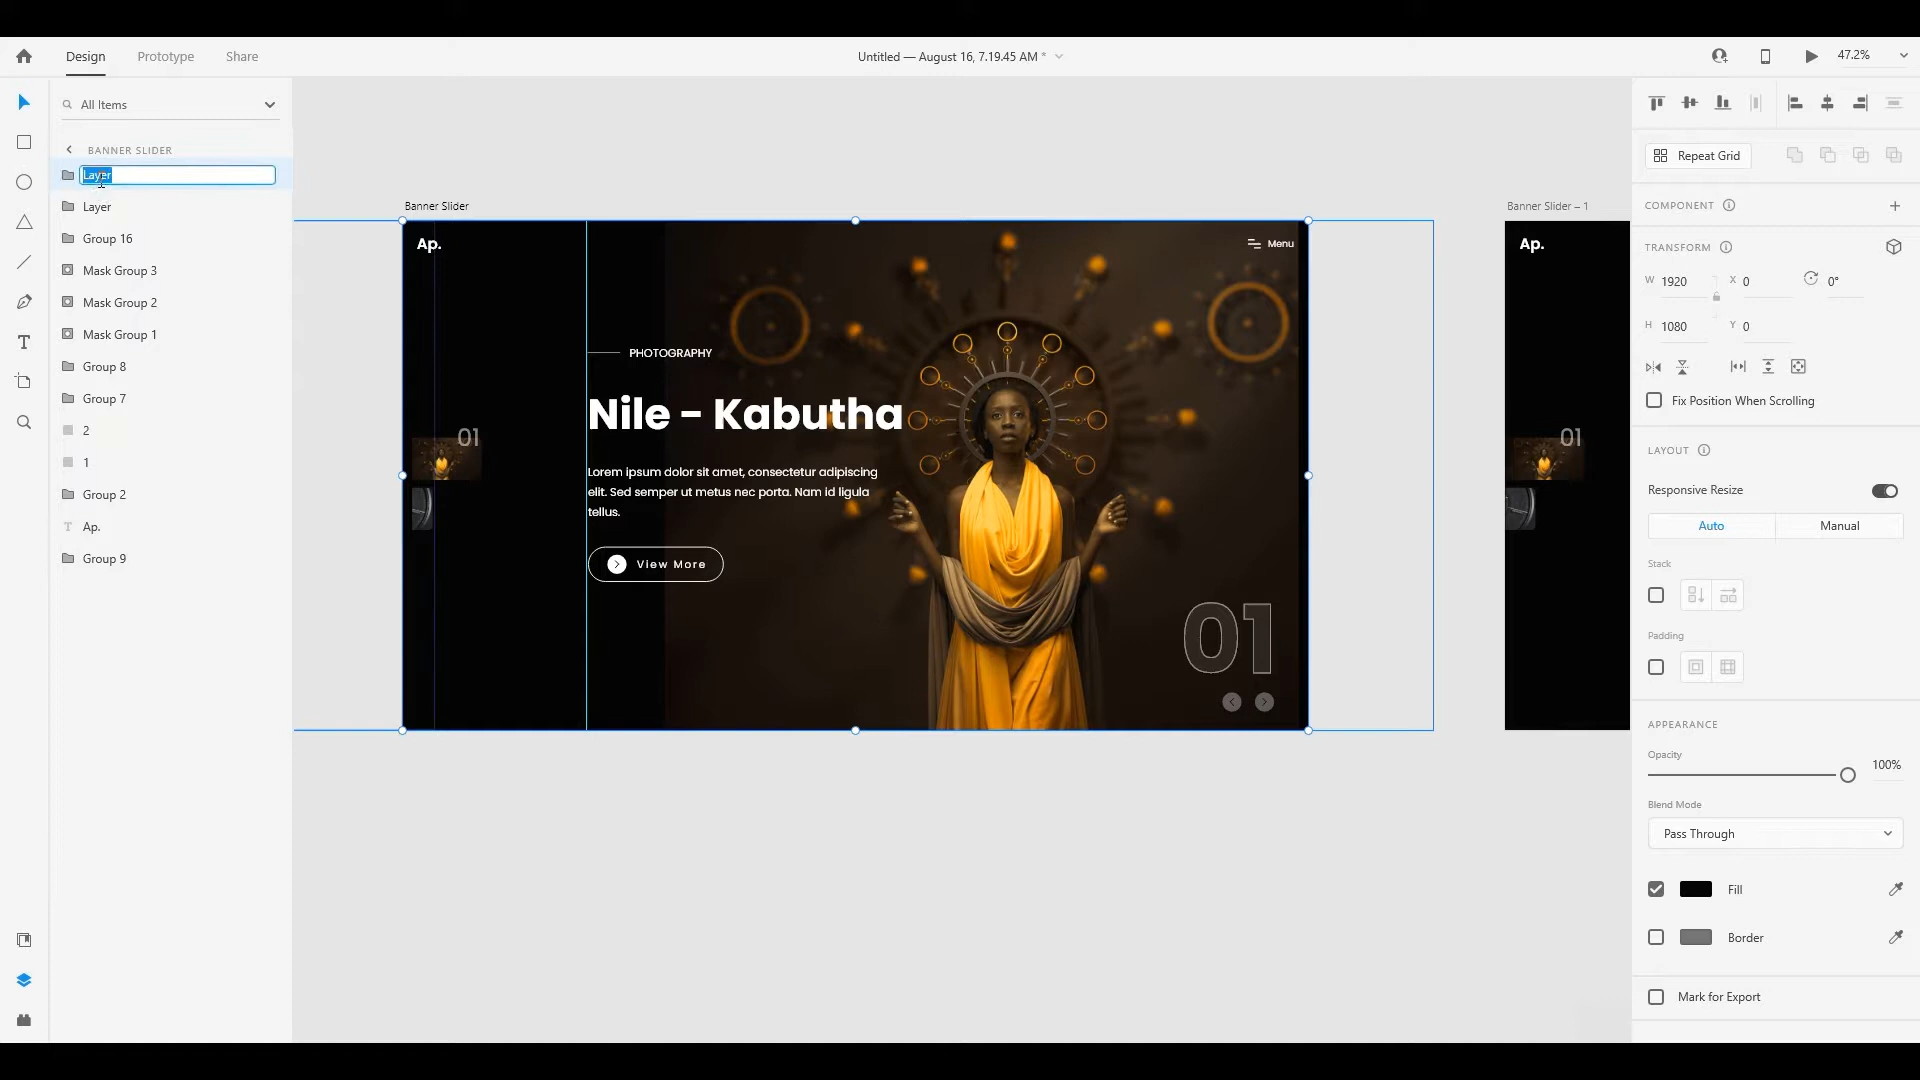 Design
Prototype
Share
Untitled — August 16, 7.19.45 AM *
47.2%
All Items
BANNER SLIDER
Layer
Layer
Group 16
Mask Group 3
Mask Group 2
Mask Group 1
Group 8
Group 7
2
1
Group 2
T Ap.
Group 9
Banner Slider
Ap.
Menu
PHOTOGRAPHY
Nile - Kabutha
01
Lorem ipsum dolor sit amet, consectetur adipiscing
elit. Sed semper ut metus nec porta. Nam id ligula
tellus.
View More
01
Banner Slider – 1
Ap.
01
Repeat Grid
COMPONENT
TRANSFORM
W 1920
X 0
0°
H 1080
Y 0
Fix Position When Scrolling
LAYOUT
Responsive Resize
Auto
Manual
Stack
Padding
APPEARANCE
Opacity
100%
Blend Mode
Pass Through
Fill
Border
Mark for Export